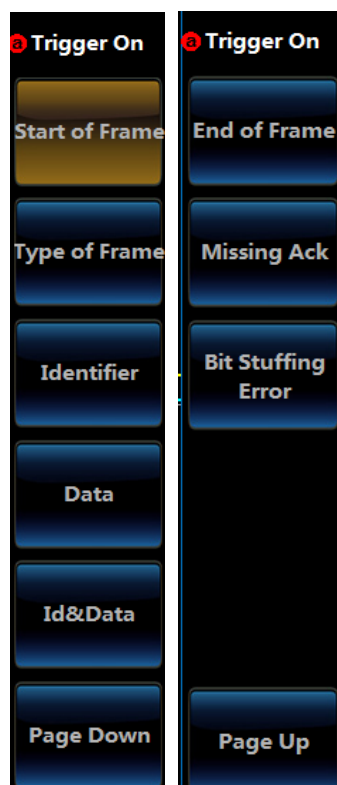 a Trigger On
Start of Frame
Type of Frame
Identifier
Data
Id&Data
Page Down
a Trigger On
End of Frame
Missing Ack
Bit Stuffing
Error
Page Up